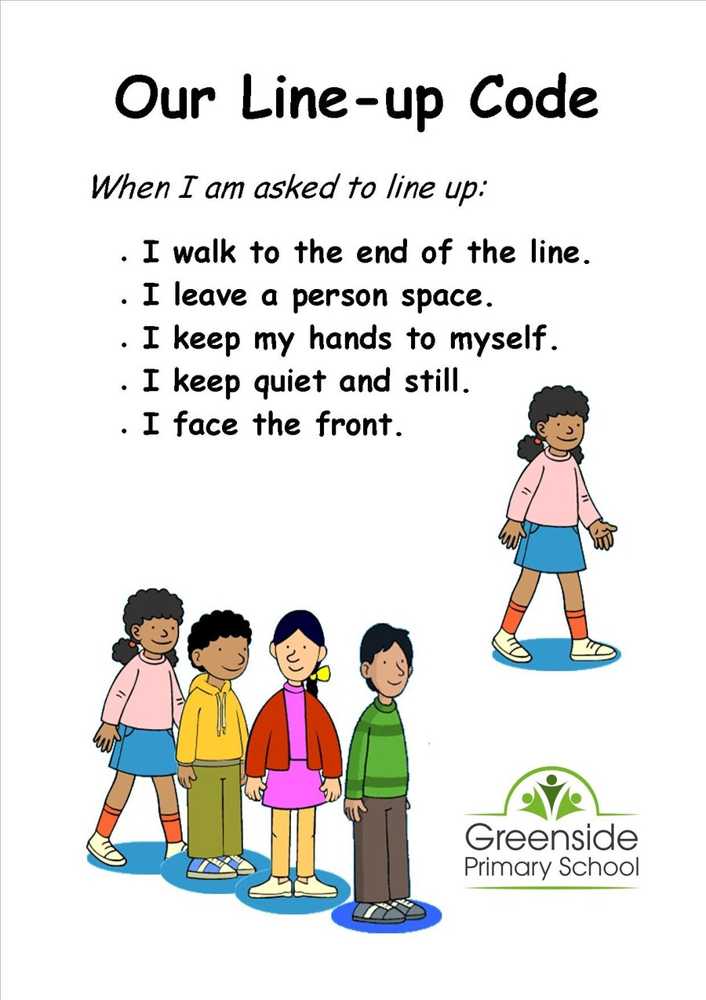 Our Line-up Code
When I am asked to line up:
. I walk to the end of the line.
. I leave a person space.
. I keep my hands to myself.
. I keep quiet and still.
. I face the front.
Greenside
Primary School